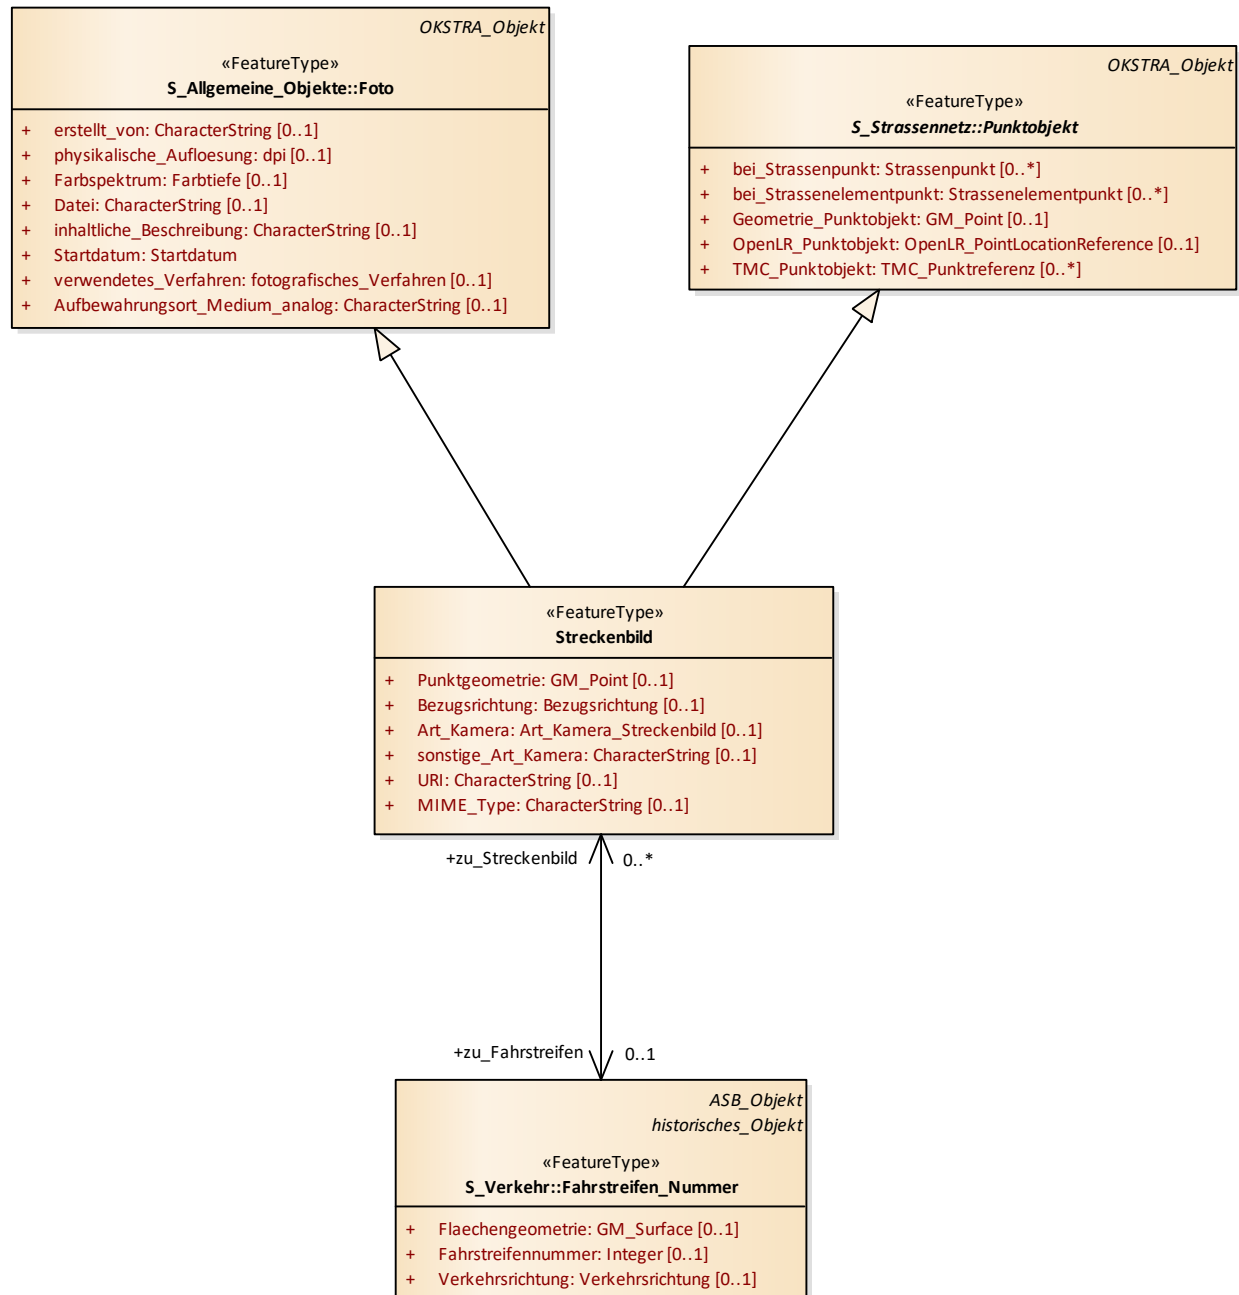 OKSTRA_Objekt
«FeatureType»
S_Allgemeine_Objekte::Foto
+ erstellt_von: CharacterString [0..1]
+ physikalische_Aufloesung: dpi [0..1]
+ Farbspektrum: Farbtiefe [0..1]
+ Datei: CharacterString [0..1]
+ inhaltliche_Beschreibung: CharacterString [0..1]
+ Startdatum: Startdatum
+ verwendetes_Verfahren: fotografisches_Verfahren [0..1]
+ Aufbewahrungsort_Medium_analog: CharacterString [0..1]
OKSTRA_Objekt
«FeatureType»
S_Strassennetz::Punktobjekt
+ bei_Strassenpunkt: Strassenpunkt [0..*]
+ bei_Strassenelementpunkt: Strassenelementpunkt [0..*]
+ Geometrie_Punktobjekt: GM_Point [0..1]
+ OpenLR_Punktobjekt: OpenLR_PointLocationReference [0..1]
+ TMC_Punktobjekt: TMC_Punktreferenz [0..*]
«FeatureType»
Streckenbild
+ Punktgeometrie: GM_Point [0..1]
+ Bezugsrichtung: Bezugsrichtung [0..1]
+ Art_Kamera: Art_Kamera_Streckenbild [0..1]
+ sonstige_Art_Kamera: CharacterString [0..1]
+ URI: CharacterString [0..1]
+ MIME_Type: CharacterString [0..1]
+zu_Streckenbild 0..*
+zu_Fahrstreifen 0..1
ASB_Objekt
historisches_Objekt
«FeatureType»
S_Verkehr::Fahrstreifen_Nummer
+ Flaechengeometrie: GM_Surface [0..1]
+ Fahrstreifennummer: Integer [0..1]
+ Verkehrsrichtung: Verkehrsrichtung [0..1]